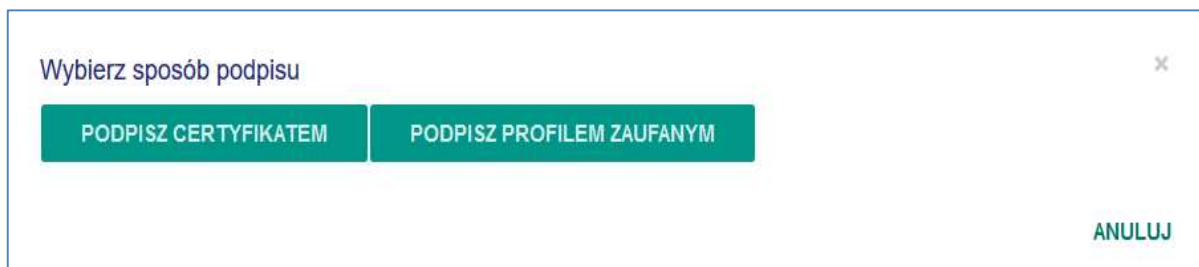 Wybierz sposób podpisu
PODPISZ CERTYFIKATEM PODPISZ PROFILEM ZAUFANYM
ANULUJ